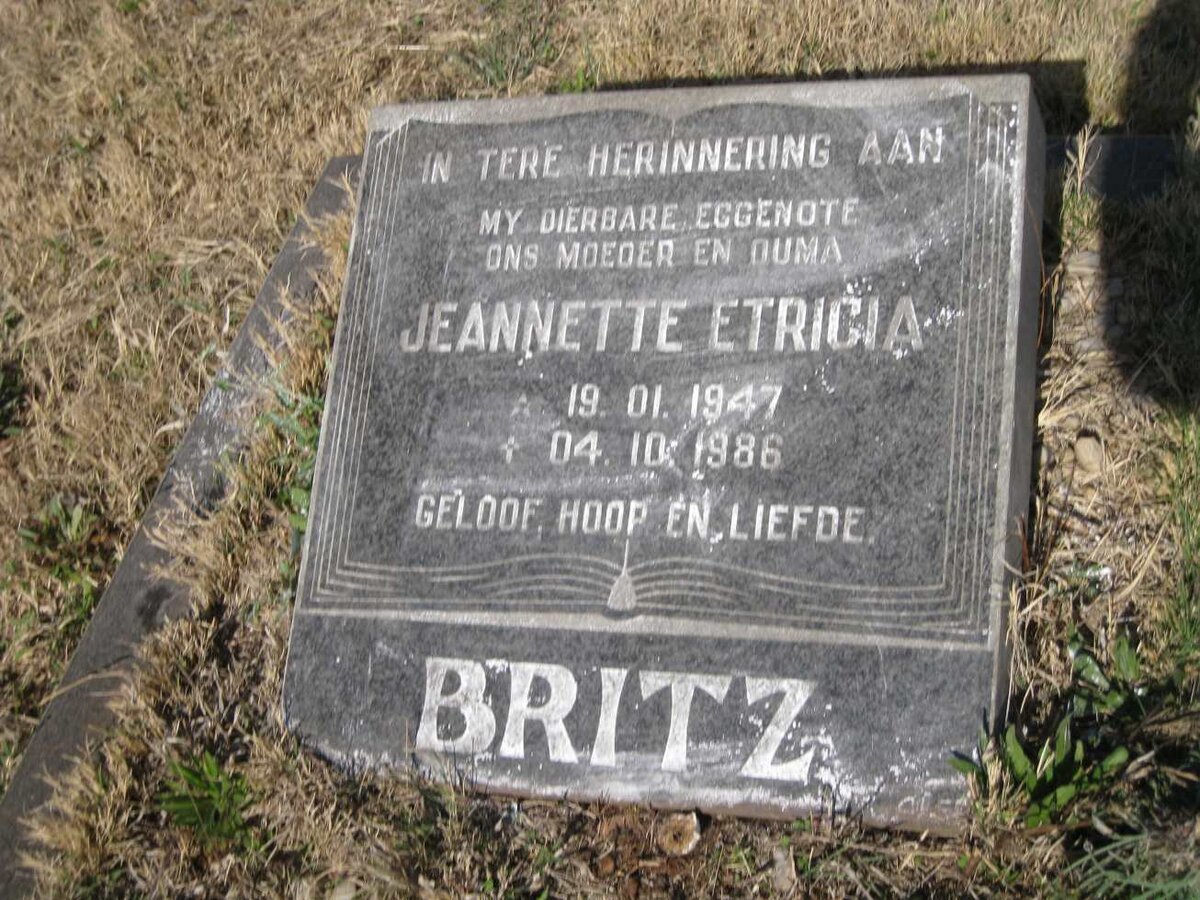 IN TERE HERINNERING AAN
MY DIERBARE EGGENOTE
ONS MOEDER EN OUMA
JEANNETTE ETRICIA
* 19. 01. 1947
+ 04. 10. 1986
GELOOF, HOOP EN LIEFDE.
BRITZ